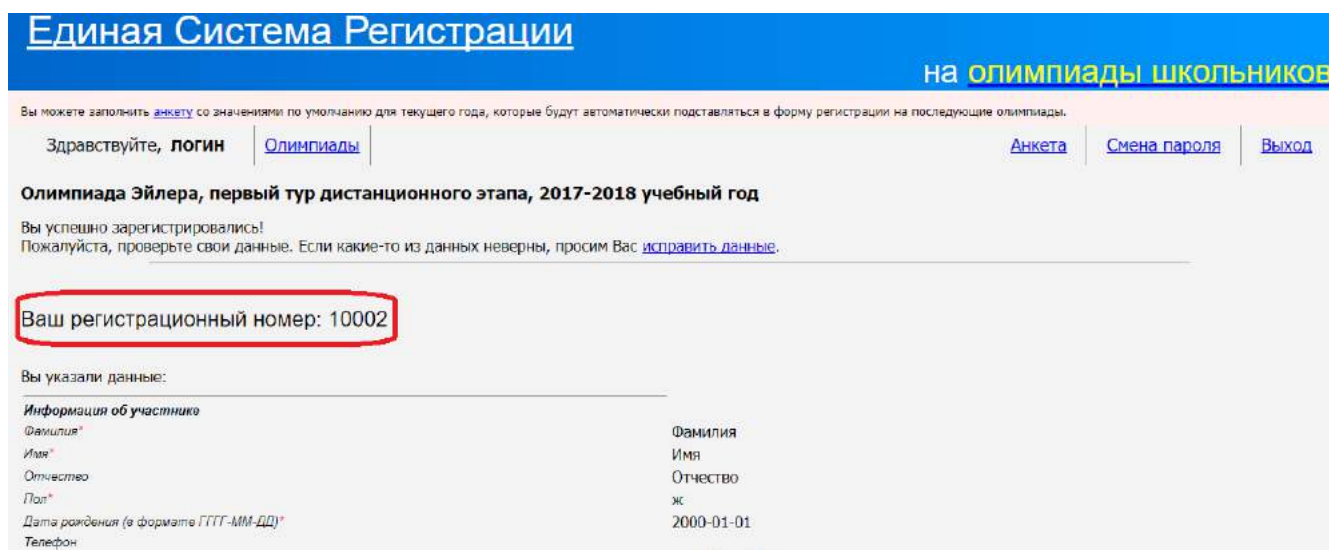 Единая Система Регистрации
на олимпиады школьников
Вы можете заполнить анкету со значениями по умолчанию для текущего года, которые будут автоматически подставляться в форму регистрации на последующие олимпиады.
Здравствуйте, логин Олимпиады Анкета Смена пароля Выход
Олимпиада Эйлера, первый тур дистанционного этапа, 2017-2018 учебный год
Вы успешно зарегистрировались!
Пожалуйста, проверьте свои данные. Если какие-то из данных неверны, просим Вас исправить данные.
Ваш регистрационный номер: 10002
Вы указали данные:
Информация об участнике
Фамилия* Фамилия
Имя* Имя
Отчество Отчество
Пол* ж
Дата рождения (в формате ГГГГ-ММ-ДД)* 2000-01-01
Телефон